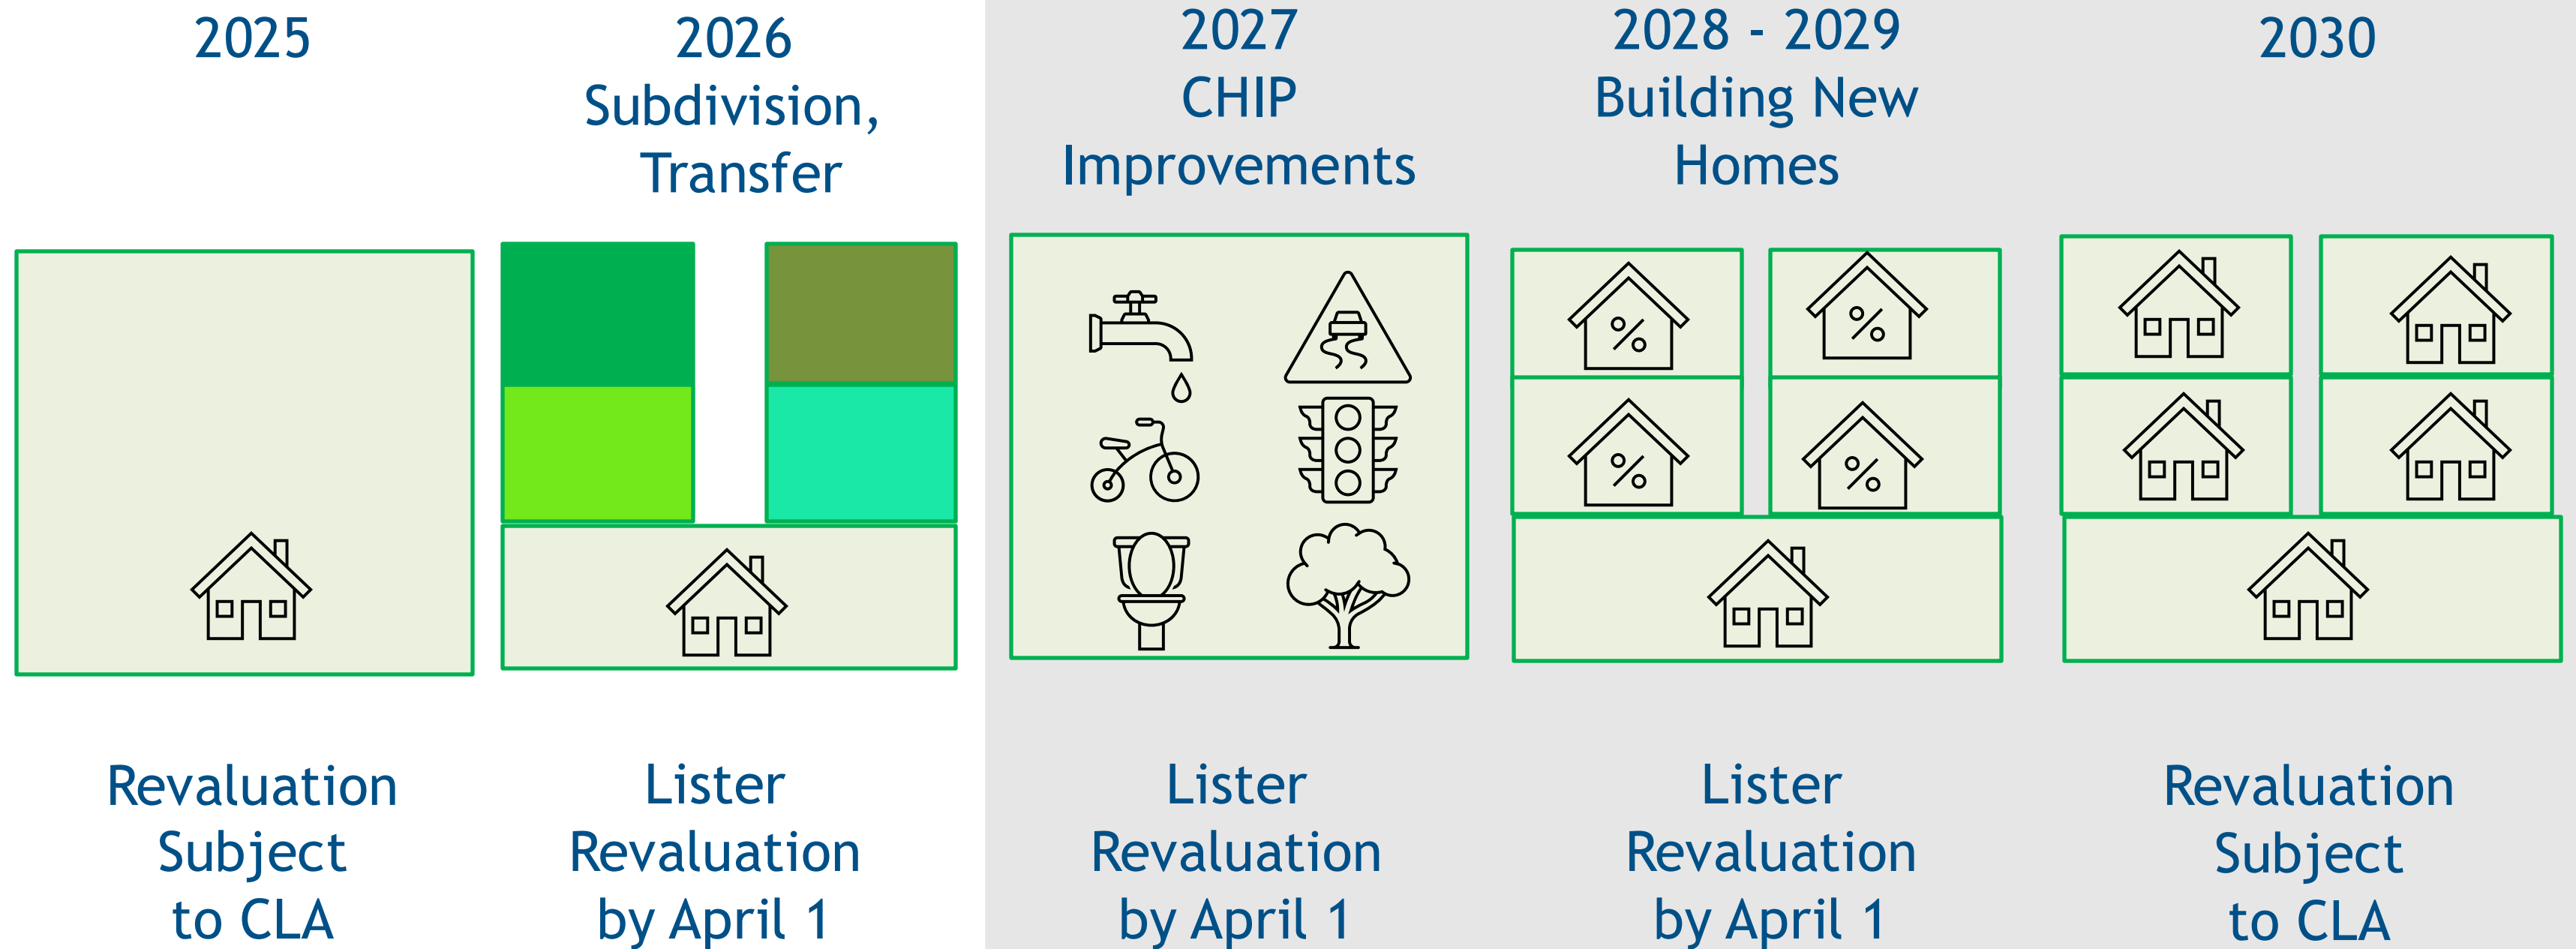 2025
2026
Subdivision,
Transfer
2027
CHIP
Improvements
2028 - 2029
Building New
Homes
2030
%
%
%
%
Revaluation
Subject
to CLA
Lister
Revaluation
by April 1
Lister
Revaluation
by April 1
Lister
Revaluation
by April 1
Revaluation
Subject
to CLA